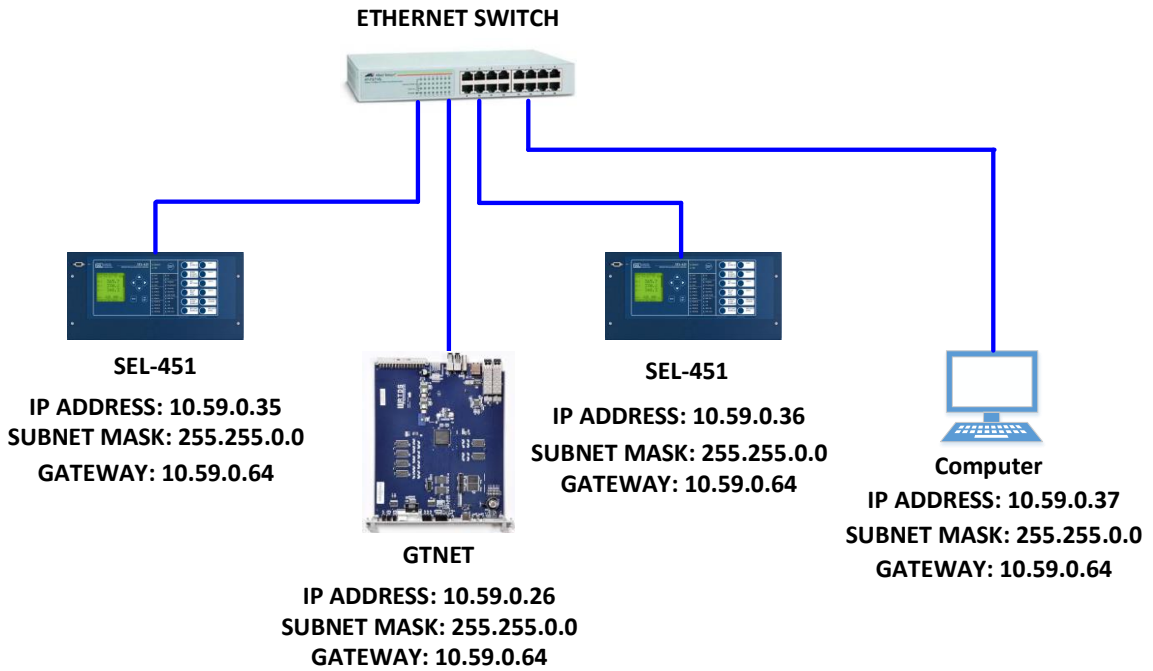 ETHERNET SWITCH
SEL-451
IP ADDRESS: 10.59.0.35
SUBNET MASK: 255.255.0.0
GATEWAY: 10.59.0.64
GTNET
IP ADDRESS: 10.59.0.26
SUBNET MASK: 255.255.0.0
GATEWAY: 10.59.0.64
SEL-451
IP ADDRESS: 10.59.0.36
SUBNET MASK: 255.255.0.0
GATEWAY: 10.59.0.64
Computer
IP ADDRESS: 10.59.0.37
SUBNET MASK: 255.255.0.0
GATEWAY: 10.59.0.64